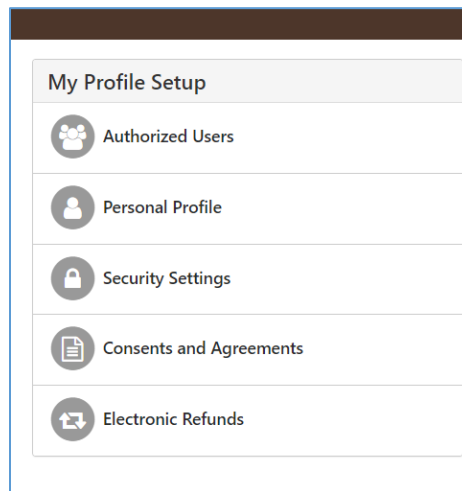 My Profile Setup
Authorized Users
Personal Profile
Security Settings
Consents and Agreements
Electronic Refunds